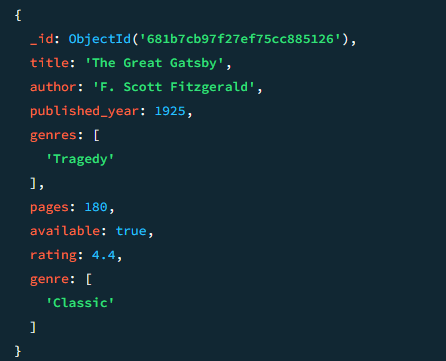 {
  _id: ObjectId('681b7cb97f27ef75cc885126'),
  title: 'The Great Gatsby',
  author: 'F. Scott Fitzgerald',
  published_year: 1925,
  genres: [
    'Tragedy'
  ],
  pages: 180,
  available: true,
  rating: 4.4,
  genre: [
    'Classic'
  ]
}